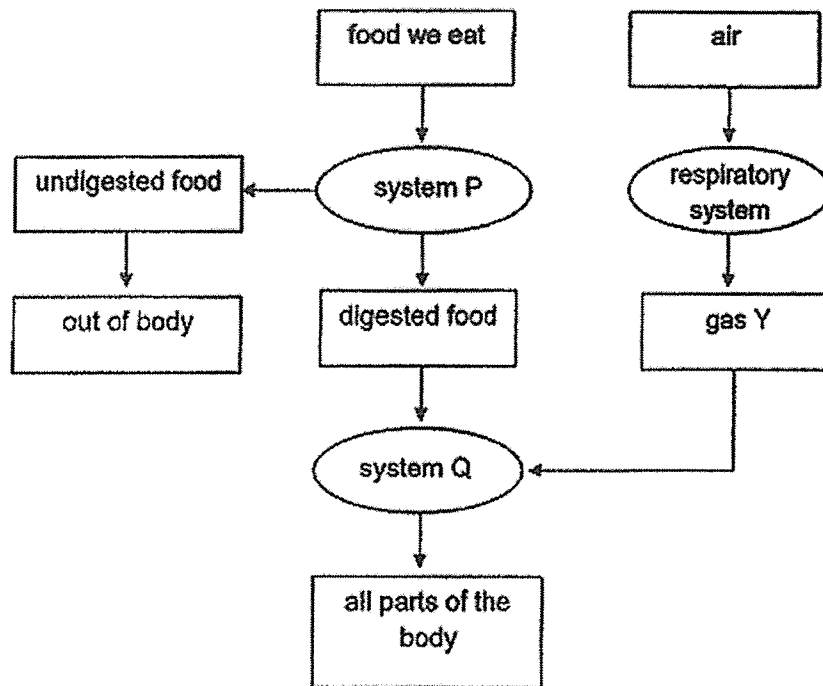 food we eat
air
undigested food
system P
respiratory
system
out of body
digested food
gas Y
system Q
all parts of the
body